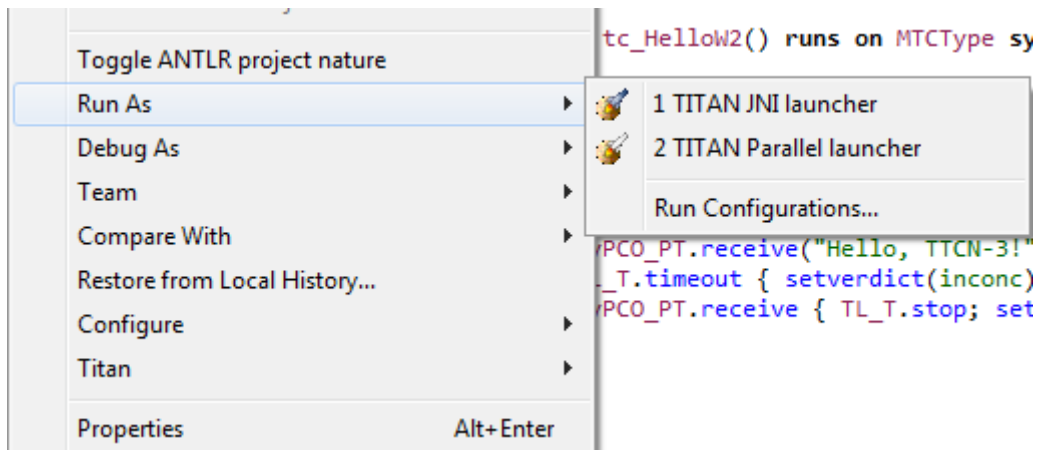 tc_HelloW2() runs on MTCType sy
Toggle ANTLR project nature
Run As
1 TITAN JNI launcher
Debug As
2 TITAN Parallel launcher
Team
Run Configurations...
Compare With
PCO_PT.receive("Hello, TTCN-3!"
Restore from Local History...
_T.timeout { setverdict(inconc)
Configure
PCO_PT.receive { TL_T.stop; set
Titan
Properties Alt+Enter